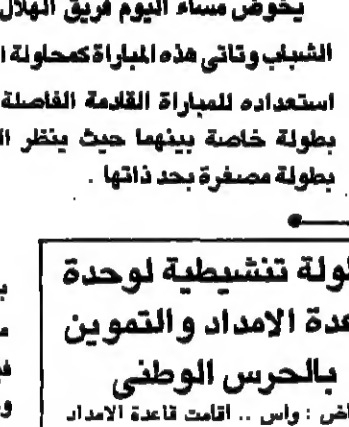 يخوض مساء اليوم فريق الهلال
الشباب وتاتي هذه المباراة كمحاولة
استعداده للمباراة القادمة الفاصلة
بطولة خاصة بينهما حيث ينظر
بطولة مصغرة بحد ذاتها .
ولة تنشيطية لوحدة
عدة الامداد والتموين
بالحرس الوطني
اض : واس .. اقامت قاعدة الامداد